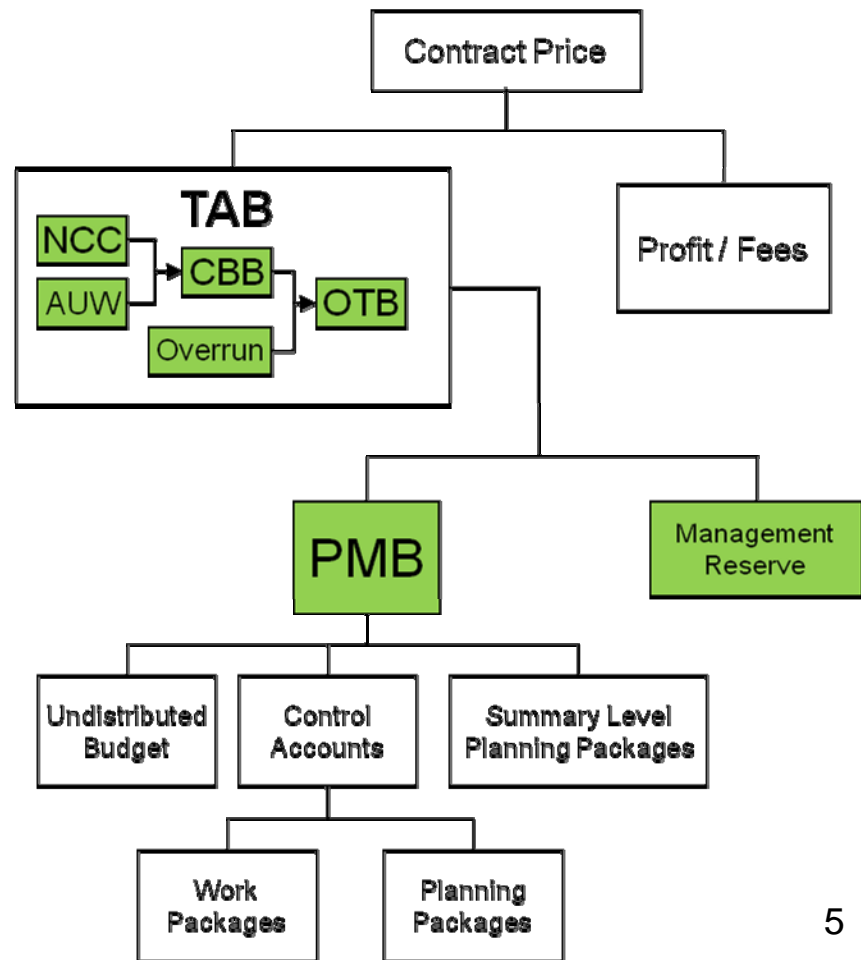 Contract Price
TAB
NCC
AUW
CBB
Overrun
OTB
Profit / Fees
PMB
Management
Reserve
Undistributed
Budget
Control
Accounts
Summary Level
Planning Packages
Work
Packages
Planning
Packages
5